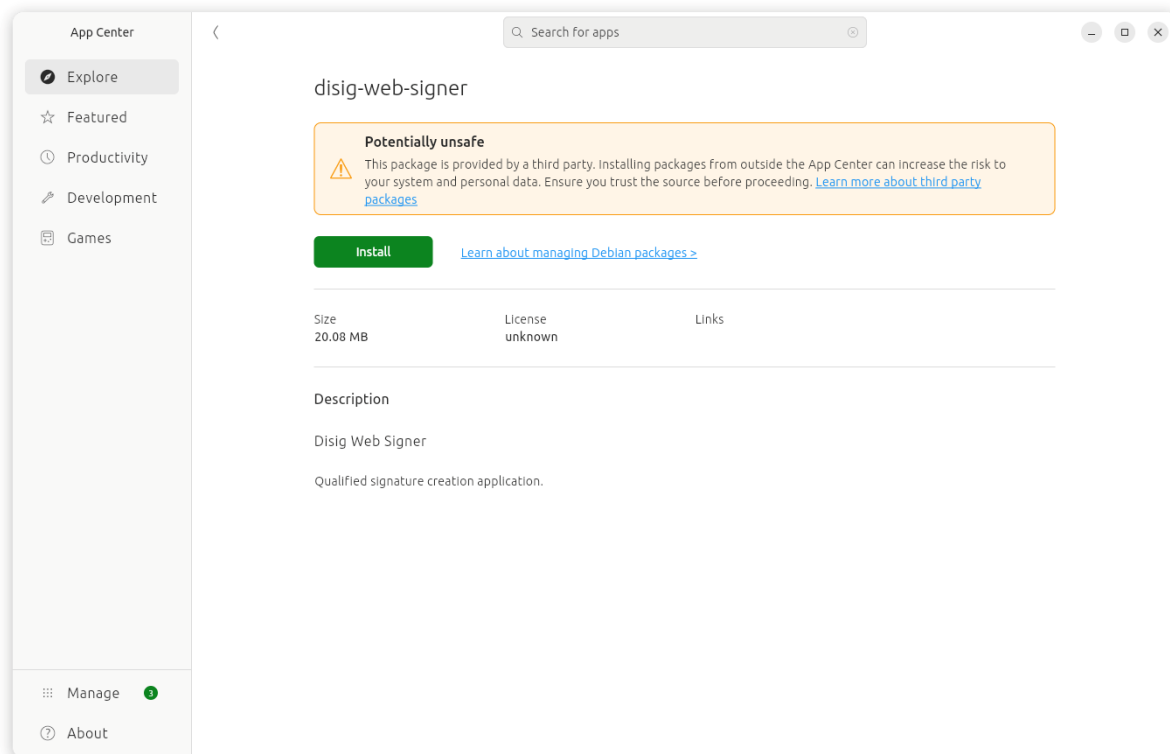 App Center
Explore
Featured
Productivity
Development
Games
Manage 3
About
Search for apps
disig-web-signer
Potentially unsafe
This package is provided by a third party. Installing packages from outside the App Center can increase the risk to
your system and personal data. Ensure you trust the source before proceeding. Learn more about third party
packages
Install
Learn about managing Debian packages >
Size
20.08 MB
License
unknown
Links
Description
Disig Web Signer
Qualified signature creation application.